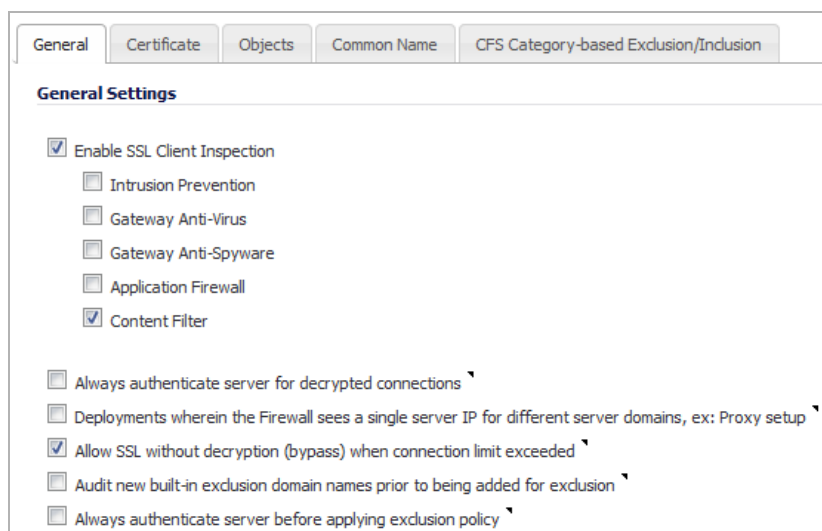 General Certificate Objects Common Name CFS Category-based Exclusion/Inclusion
General Settings
Enable SSL Client Inspection
Intrusion Prevention
Gateway Anti-Virus
Gateway Anti-Spyware
Application Firewall
Content Filter
Always authenticate server for decrypted connections
Deployments wherein the Firewall sees a single server IP for different server domains, ex: Proxy setup
Allow SSL without decryption (bypass) when connection limit exceeded
Audit new built-in exclusion domain names prior to being added for exclusion
Always authenticate server before applying exclusion policy